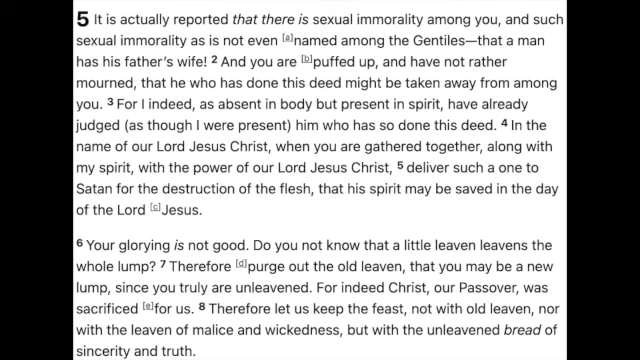 5 It is actually reported that there is sexual immorality among you, and such
sexual immorality as is not even [a]named among the Gentiles—that a man
has his father's wife! 2 And you are [b]puffed up, and have not rather
mourned, that he who has done this deed might be taken away from among
you. 3 For I indeed, as absent in body but present in spirit, have already
judged (as though I were present) him who has so done this deed. 4 In the
name of our Lord Jesus Christ, when you are gathered together, along with
my spirit, with the power of our Lord Jesus Christ, 5 deliver such a one to
Satan for the destruction of the flesh, that his spirit may be saved in the day
of the Lord [c]Jesus.
6 Your glorying is not good. Do you not know that a little leaven leavens the
whole lump? 7 Therefore [d]purge out the old leaven, that you may be a new
lump, since you truly are unleavened. For indeed Christ, our Passover, was
sacrificed [e]for us. 8 Therefore let us keep the feast, not with old leaven, nor
with the leaven of malice and wickedness, but with the unleavened bread of
sincerity and truth.